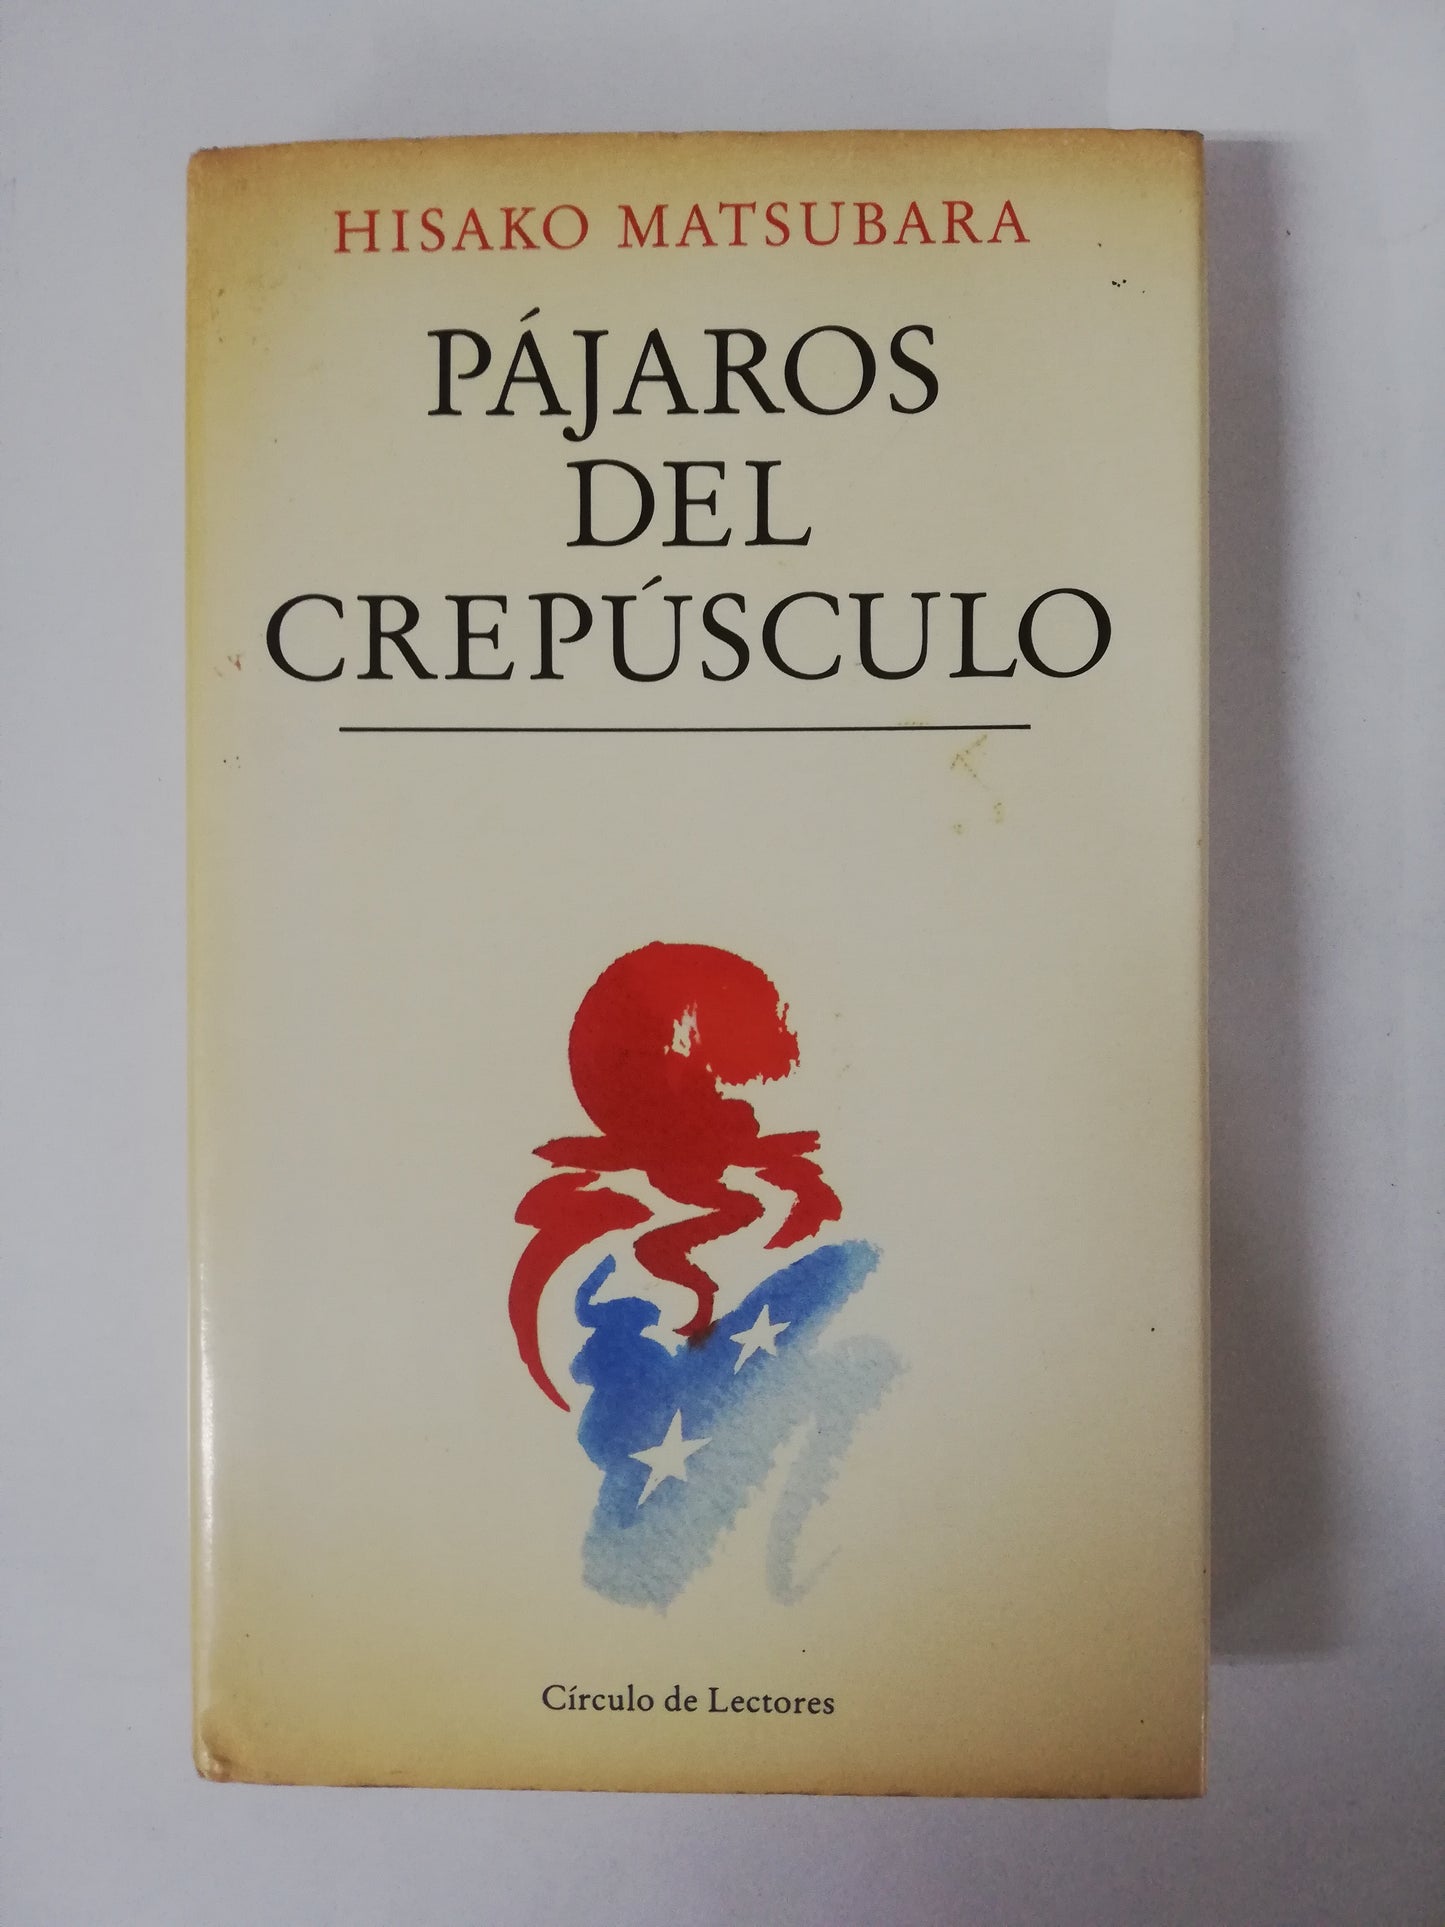 HISAKO MATSUBARA
PÁJAROS
DEL
CREPÚSCULO
Círculo de Lectores